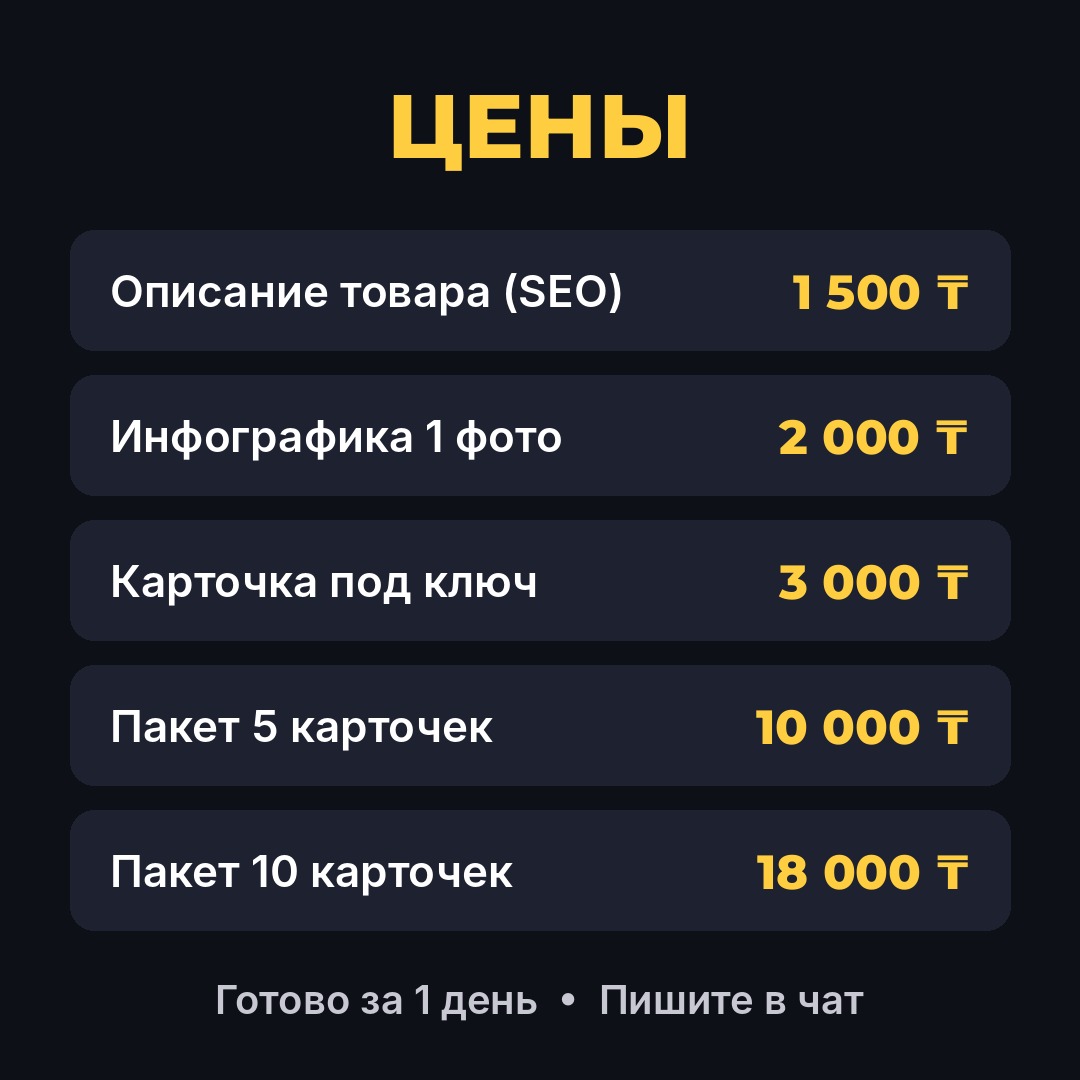 ЦЕНЫ
Описание товара (SEO) 1 500 ₸
Инфографика 1 фото 2 000 ₸
Карточка под ключ 3 000 ₸
Пакет 5 карточек 10 000 ₸
Пакет 10 карточек 18 000 ₸
Готово за 1 день • Пишите в чат